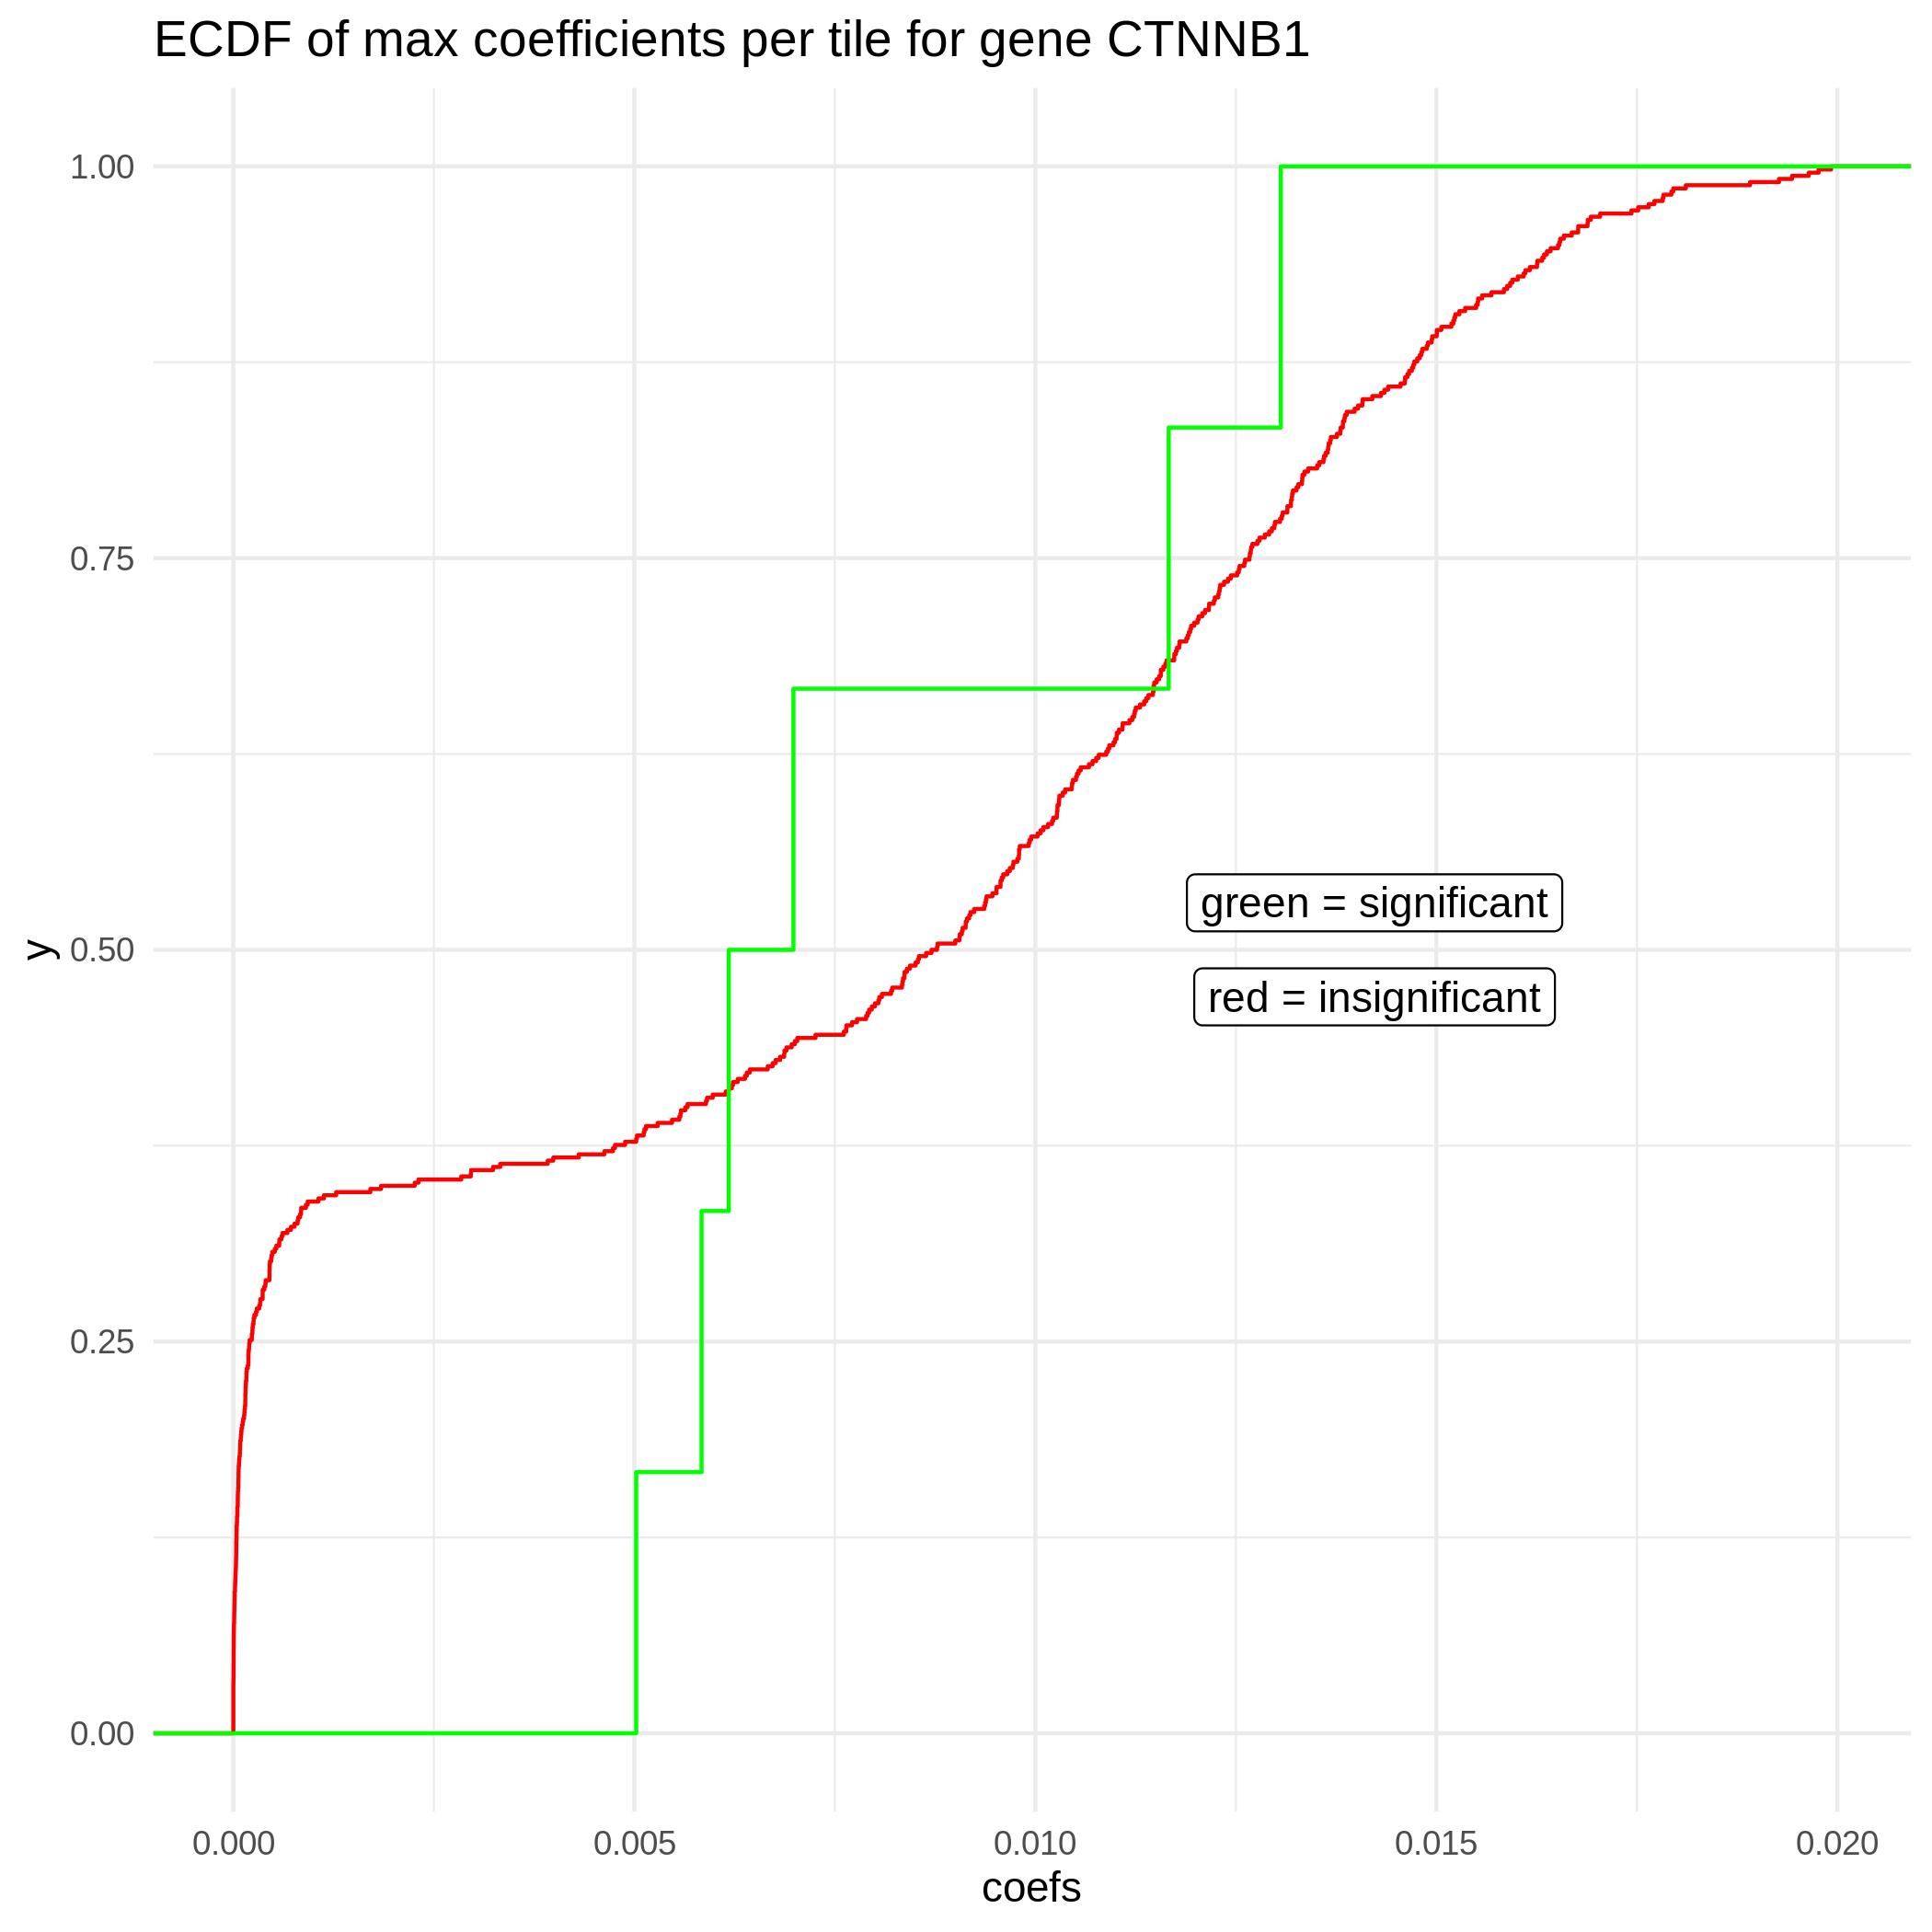 ECDF of max coefficients per tile for gene CTNNB1
1.00
0.75
0.50
0.25
0.00
y
green = significant
red = insignificant
0.000 0.005 0.010 0.015 0.020
coefs